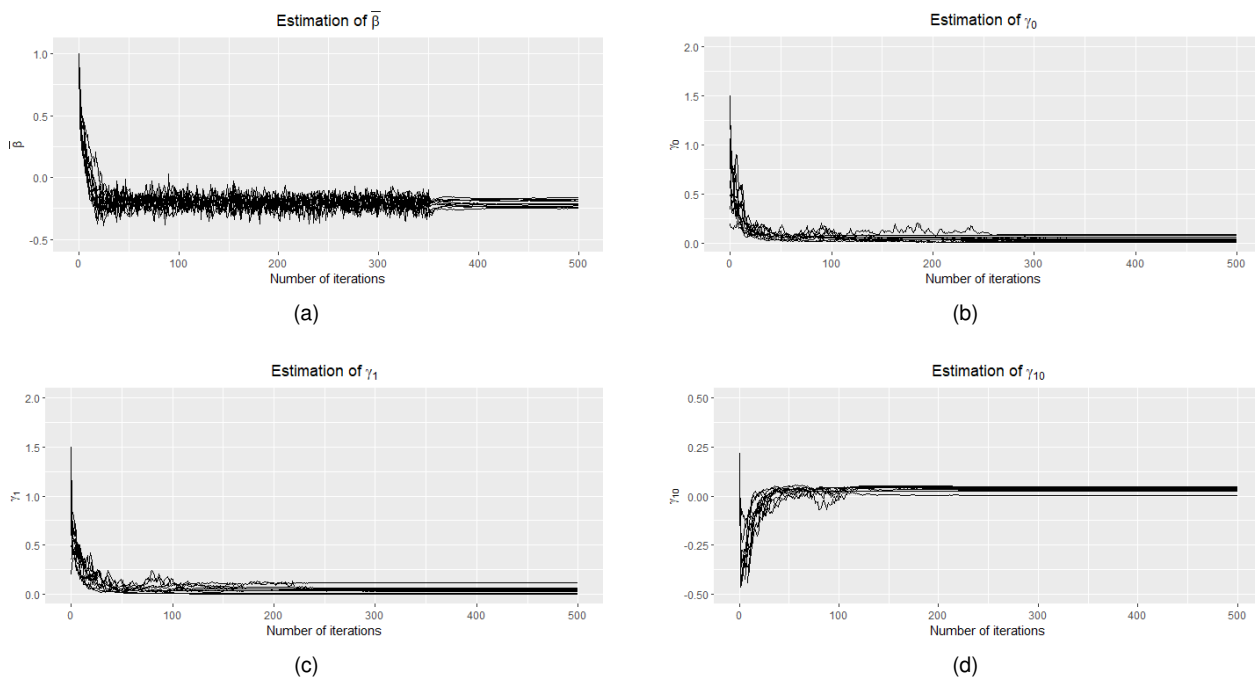 Estimation of β̅
1.0
0.5
0.0
-0.5
β̅
0
100
200
300
400
500
Number of iterations
(a)
Estimation of γ0
2.0
1.5
1.0
0.5
0.0
γ0
0
100
200
300
400
500
Number of iterations
(b)
Estimation of γ1
2.0
1.5
1.0
0.5
0.0
γ1
0
100
200
300
400
500
Number of iterations
(c)
Estimation of γ10
0.50
0.25
0.00
-0.25
-0.50
γ10
0
100
200
300
400
500
Number of iterations
(d)